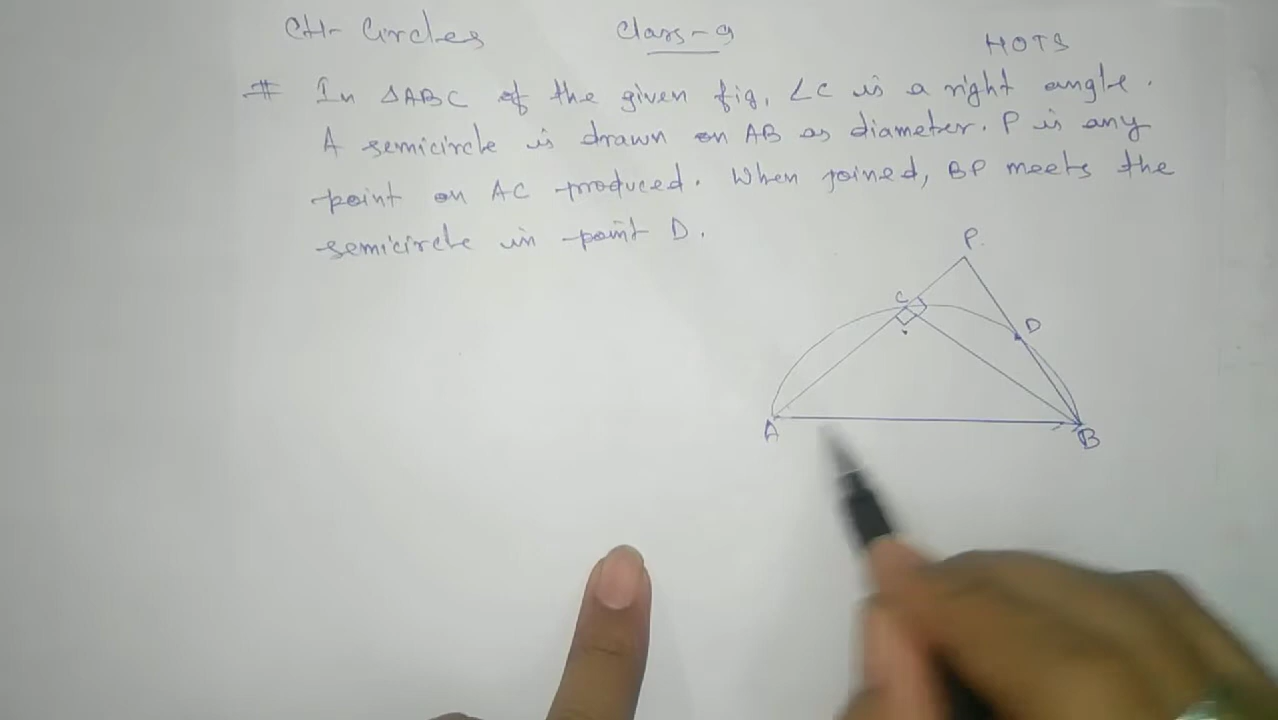 CH- Circles Class-9 HOTS
# In △ABC of the given fig, ∠C is a right angle.
A semicircle is drawn on AB as diameter. P is any
point on AC produced. When joined, BP meets the
semicircle in point D.
P.
C
D
A
B